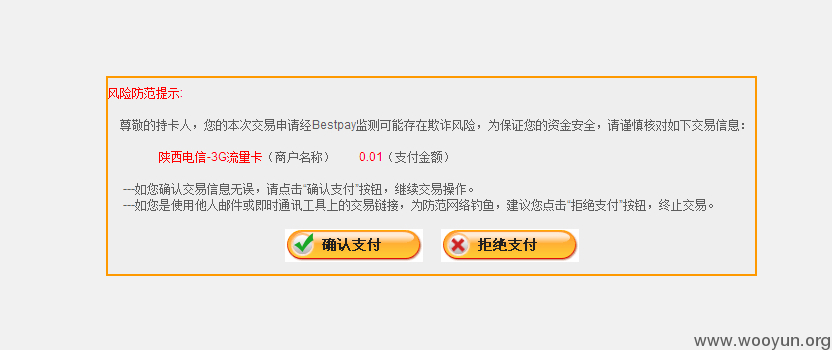 风险防范提示:
尊敬的持卡人，您的本次交易申请经Bestpay监测可能存在欺诈风险，为保证您的资金安全，请谨慎核对如下交易信息：
陕西电信-3G流量卡（商户名称） 0.01（支付金额）
---如您确认交易信息无误，请点击“确认支付”按钮，继续交易操作。
---如您是使用他人邮件或即时通讯工具上的交易链接，为防范网络钓鱼，建议您点击“拒绝支付”按钮，终止交易。
确认支付 拒绝支付
www.wooyun.org